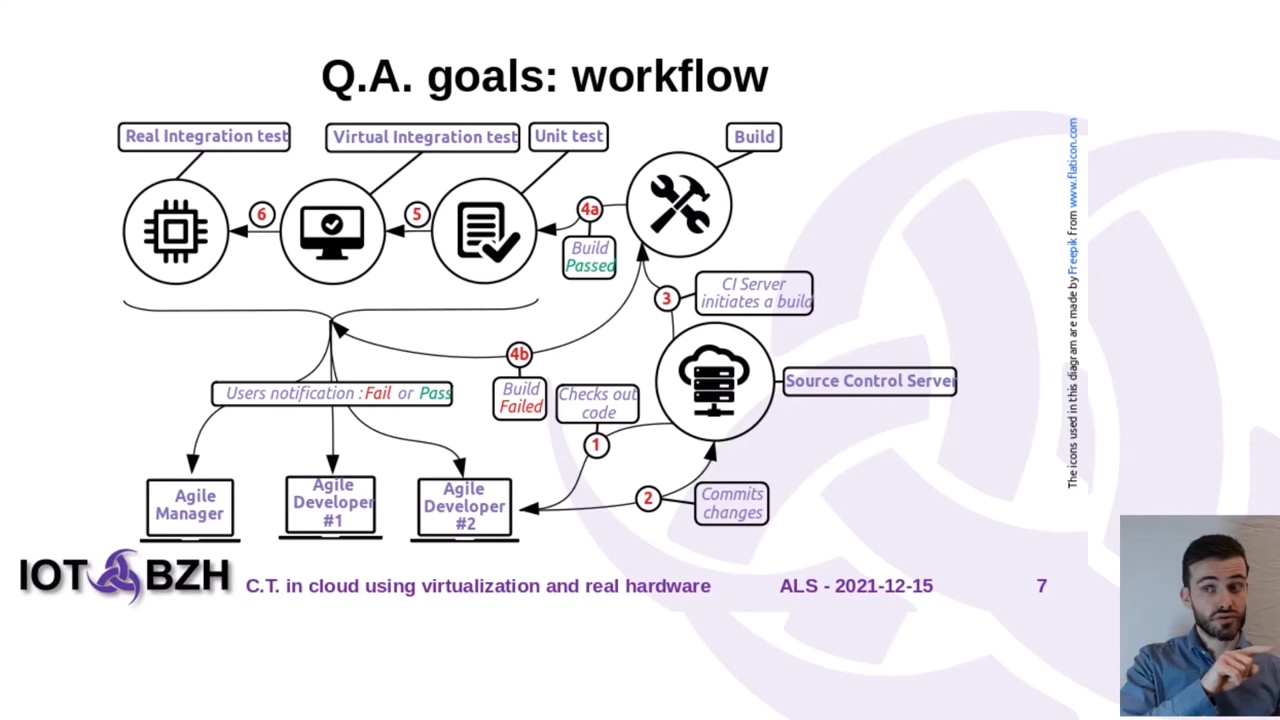 Q.A. goals: workflow
Real Integration test
Virtual Integration test
Unit test
Build
6
5
4a
Build
Passed
3
CI Server
initiates a build
4b
Build
Failed
Source Control Server
Users notification : Fail or Pass
Checks out
code
1
2
Commits
changes
Agile
Manager
Agile
Developer
#1
Agile
Developer
#2
The icons used in this diagram are made by Freepik from www.flaticon.com
IOT BZH
C.T. in cloud using virtualization and real hardware
ALS - 2021-12-15
7